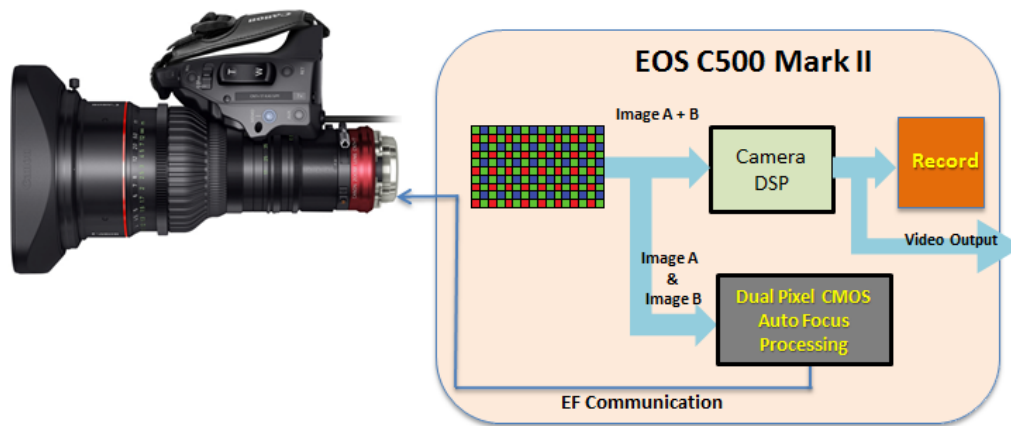 Canon
T W
EOS C500 Mark II
Image A + B
Camera
DSP
Record
Video Output
Image A
&
Image B
Dual Pixel CMOS
Auto Focus
Processing
EF Communication